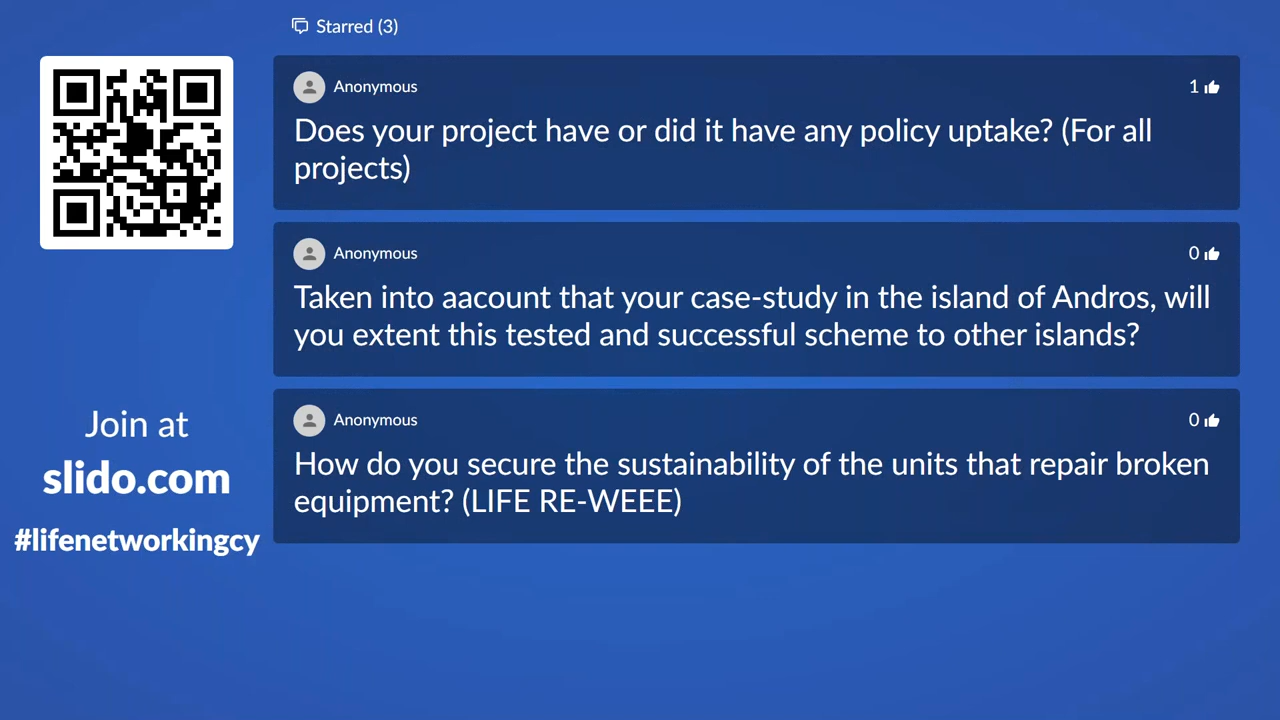 Starred (3)
Anonymous
1
Does your project have or did it have any policy uptake? (For all
projects)
Anonymous
0
Taken into aacount that your case-study in the island of Andros, will
you extent this tested and successful scheme to other islands?
Anonymous
0
How do you secure the sustainability of the units that repair broken
equipment? (LIFE RE-WEEE)
Join at
slido.com
#lifenetworkingcy